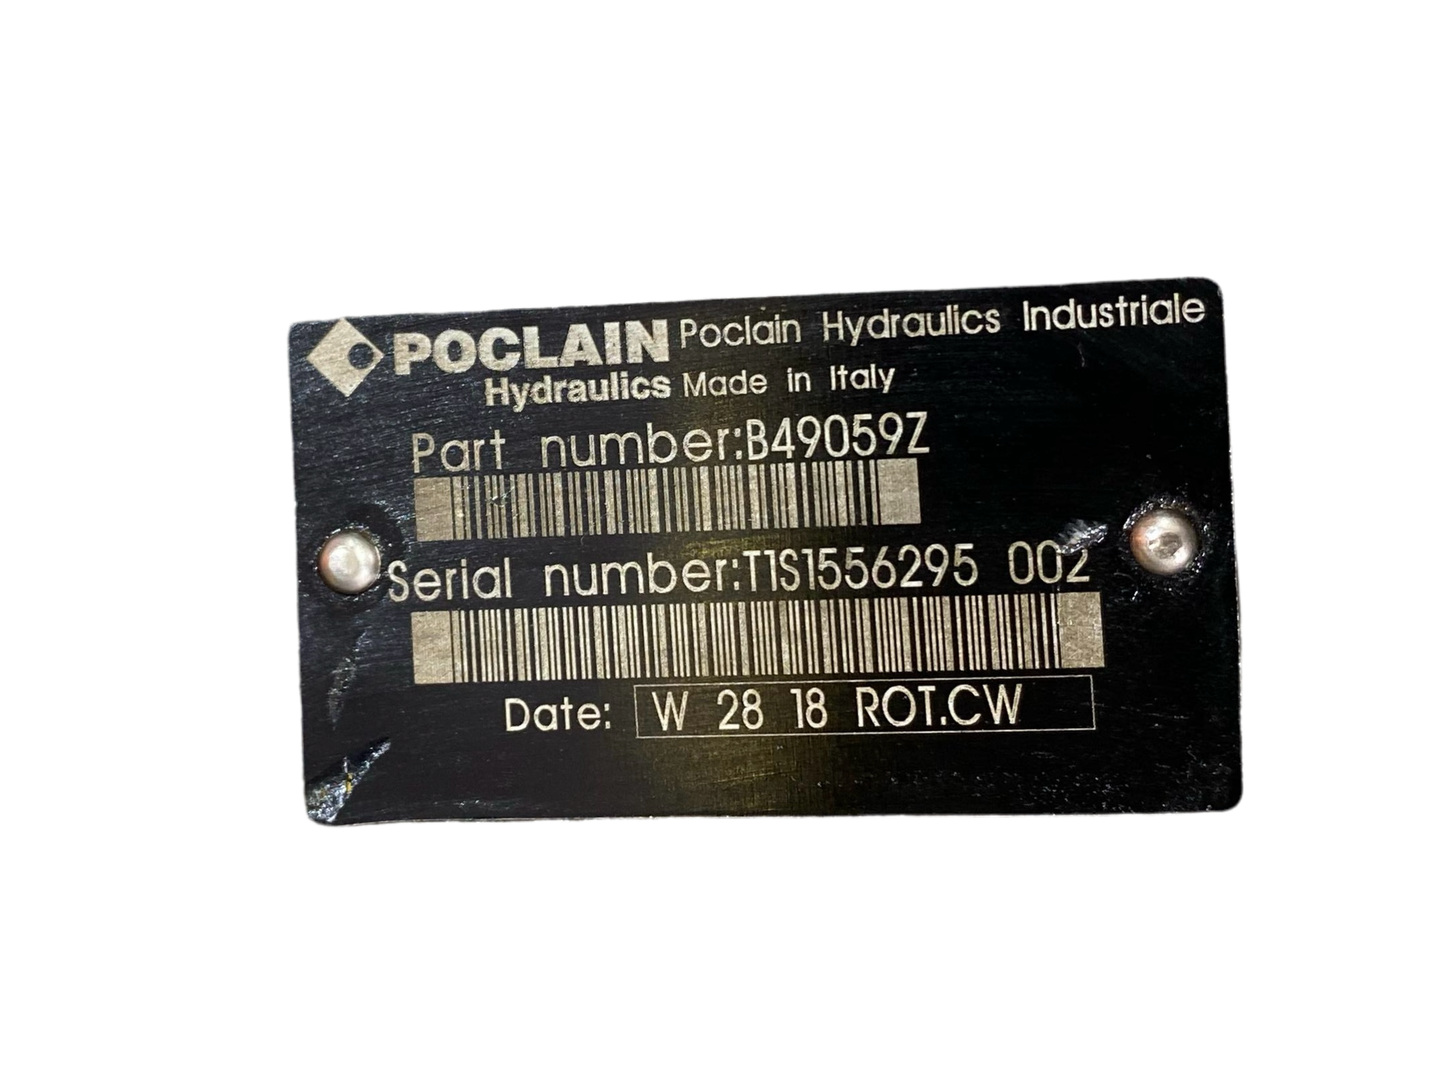 POCLAIN Poclain Hydraulics Industriale
Hydraulics Made in Italy
Part number:B49059Z
Serial number:T1S1556295 002
Date: W 28 18 ROT.CW